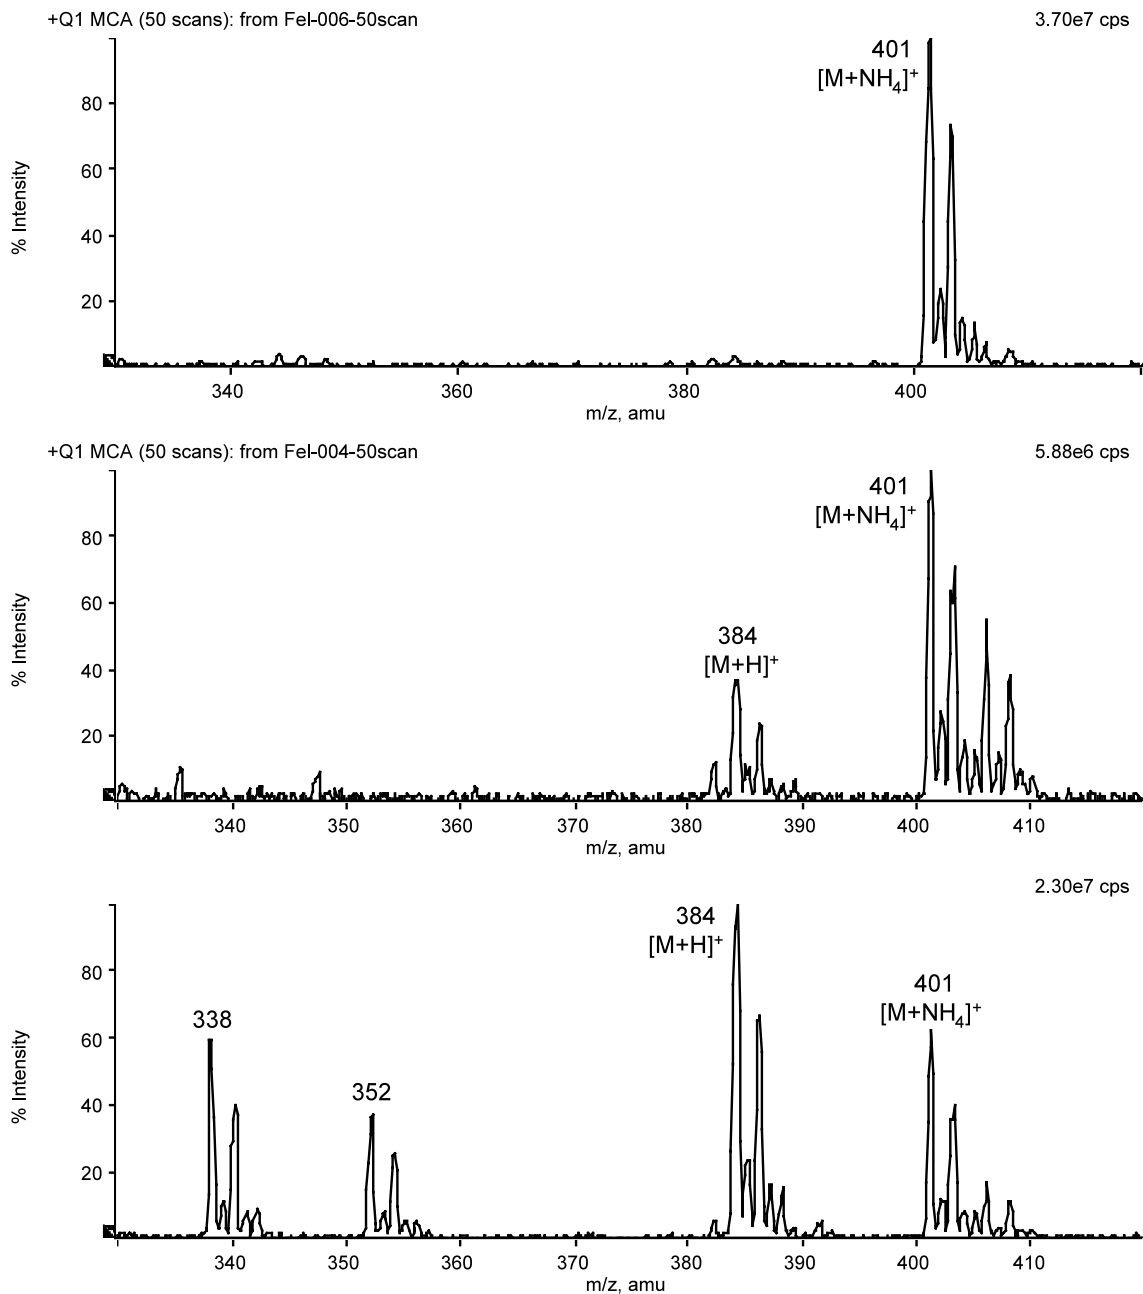 +Q1 MCA (50 scans): from Fel-006-50scan 3.70e7 cps
401
[M+NH4]+
80
60
40
20
% Intensity
340 360 380 400
m/z, amu
+Q1 MCA (50 scans): from Fel-004-50scan 5.88e6 cps
401
[M+NH4]+
384
[M+H]+
80
60
40
20
% Intensity
340 350 360 370 380 390 400 410
m/z, amu
2.30e7 cps
384
[M+H]+
401
[M+NH4]+
338
352
80
60
40
20
% Intensity
340 350 360 370 380 390 400 410
m/z, amu